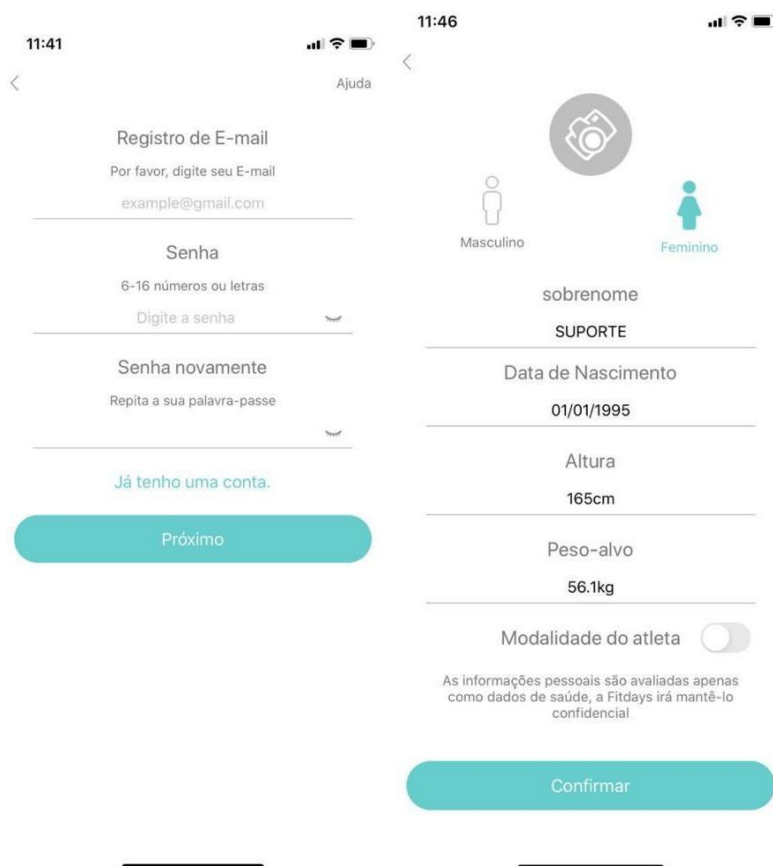 11:41
Ajuda
Registro de E-mail
Por favor, digite seu E-mail
example@gmail.com
Senha
6-16 números ou letras
Digite a senha
Senha novamente
Repita a sua palavra-passe
Já tenho uma conta.
Próximo
11:46
Masculino
Feminino
sobrenome
SUPORTE
Data de Nascimento
01/01/1995
Altura
165cm
Peso-alvo
56.1kg
Modalidade do atleta
As informações pessoais são avaliadas apenas
como dados de saúde, a Fitdays irá mantê-lo
confidencial
Confirmar